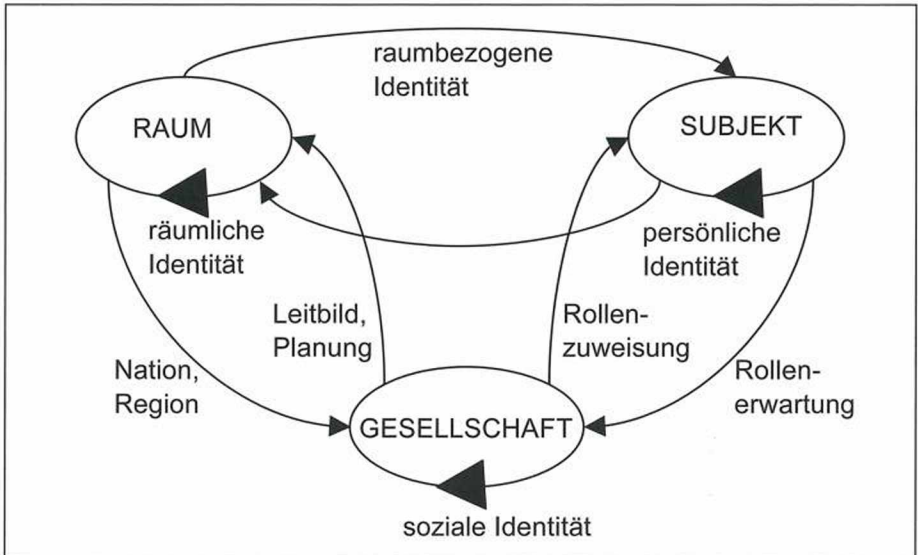 raumbezogene
Identität
RAUM
SUBJEKT
räumliche
Identität
persönliche
Identität
Leitbild,
Planung
Rollen-
zuweisung
Nation,
Region
Rollen-
erwartung
GESELLSCHAFT
soziale Identität